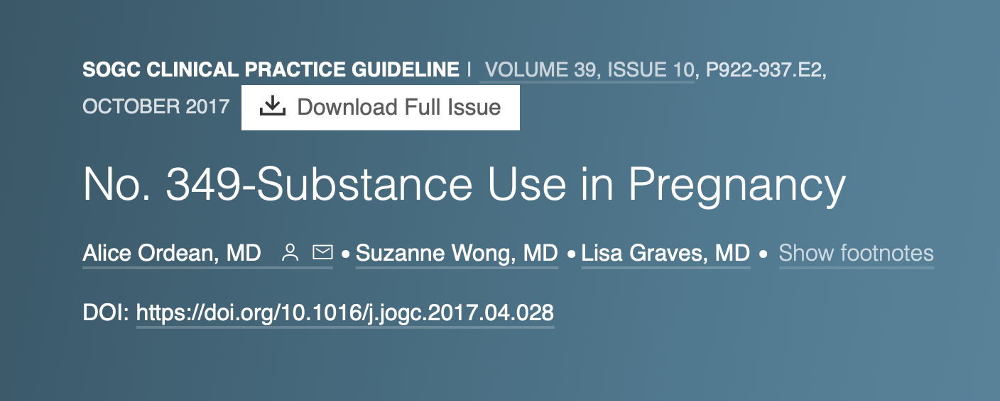 SOGC CLINICAL PRACTICE GUIDELINE | VOLUME 39, ISSUE 10, P922-937.E2,
OCTOBER 2017 Download Full Issue
No. 349-Substance Use in Pregnancy
Alice Ordean, MD • Suzanne Wong, MD • Lisa Graves, MD • Show footnotes
DOI: https://doi.org/10.1016/j.jogc.2017.04.028